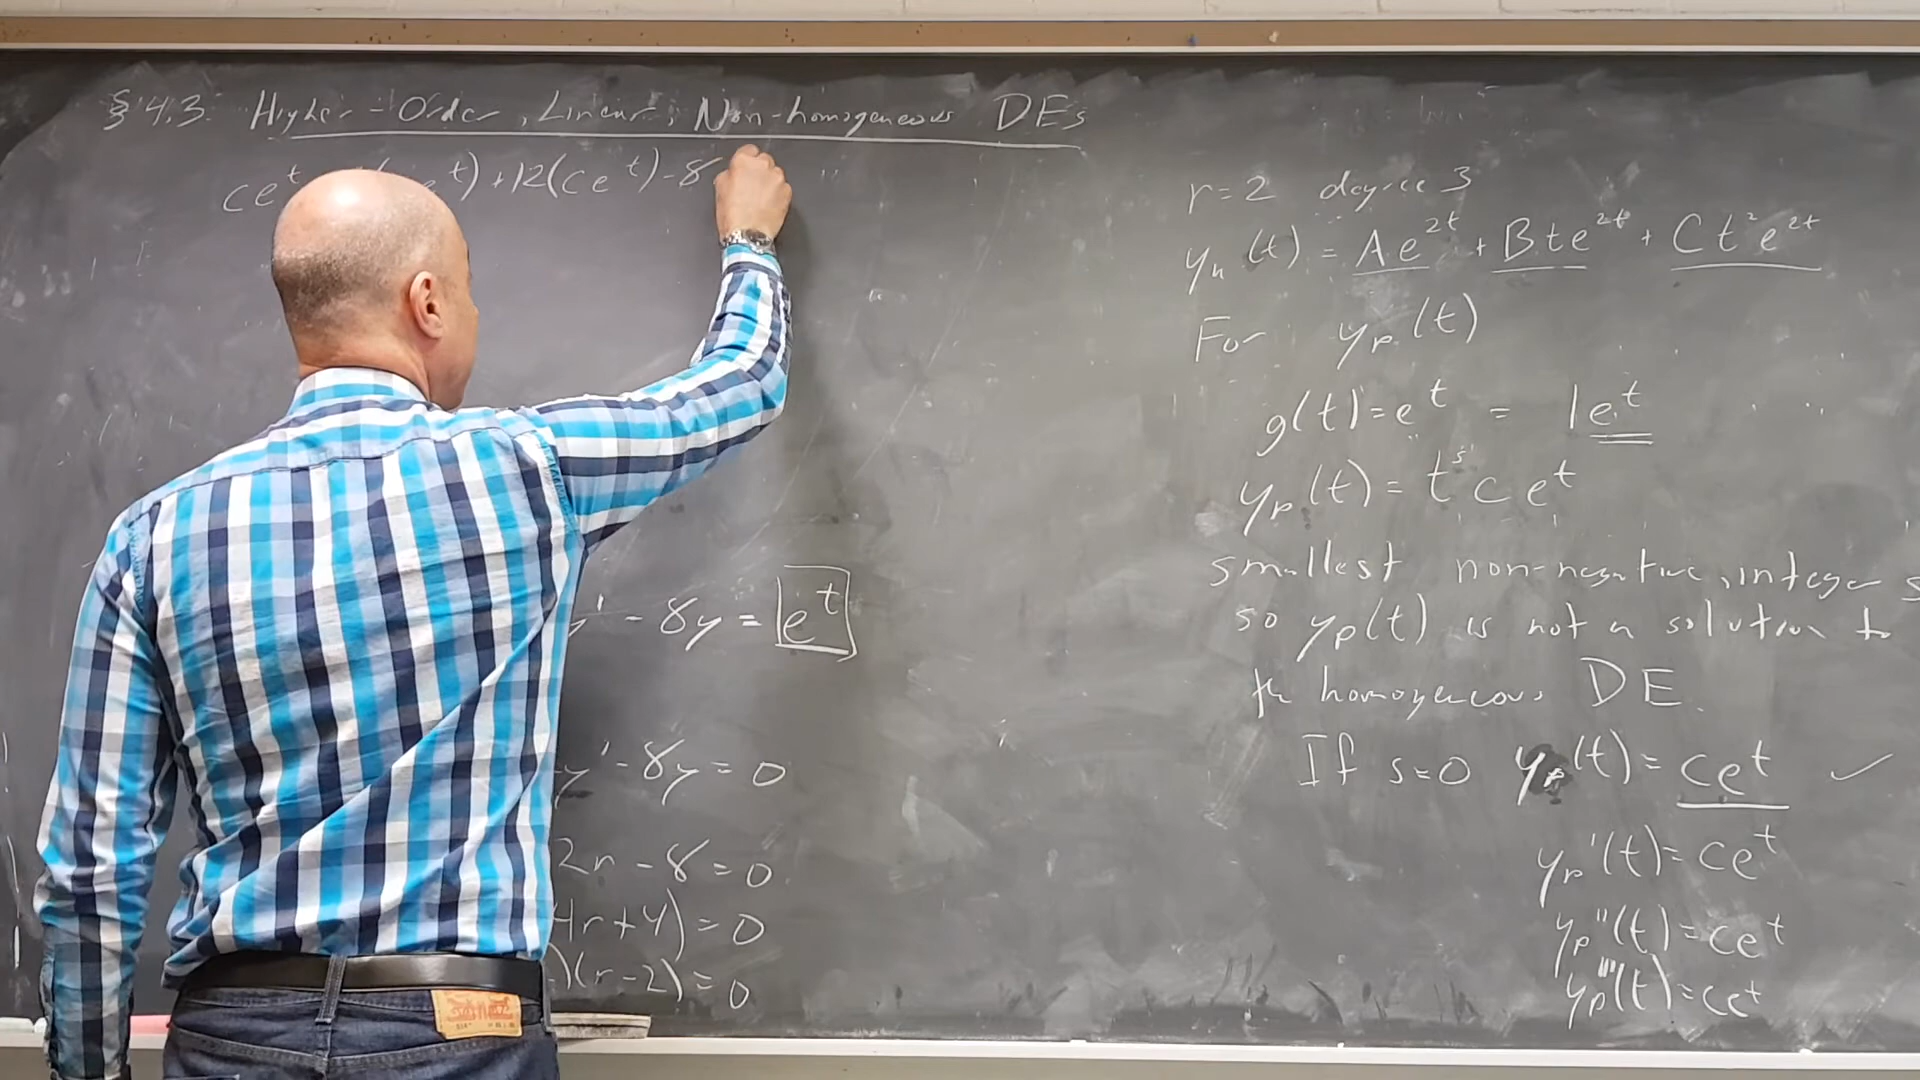 § 4.3 Higher-Order, Linear, Non-homogeneous DEs
ce^t (e^t)+12(ce^t)-8
y' - 8y = e^t
y' - 8y = 0
2r - 8 = 0
4r+4) = 0
)(r-2) = 0
r=2 degree 3
y_h(t) = Ae^{2t} + Bte^{2t} + Ct^2e^{2t}
For y_p(t)
g(t)=e^t = 1e^t
y_p(t) = t^s c e^t
smallest non-negative, integer s
so y_p(t) is not a solution to
the homogeneous DE.
If s=0 y_p(t) = ce^t ✓
y_p'(t) = ce^t
y_p''(t) = ce^t
y_p'''(t) = ce^t